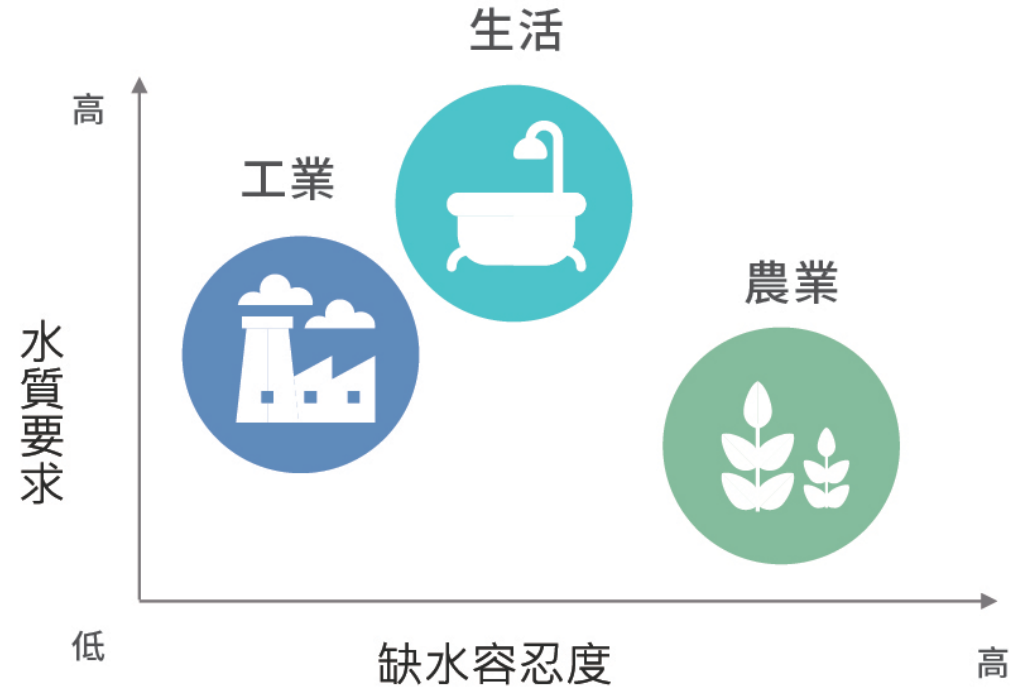 生活
高
工業
農業
水質要求
低
缺水容忍度
高